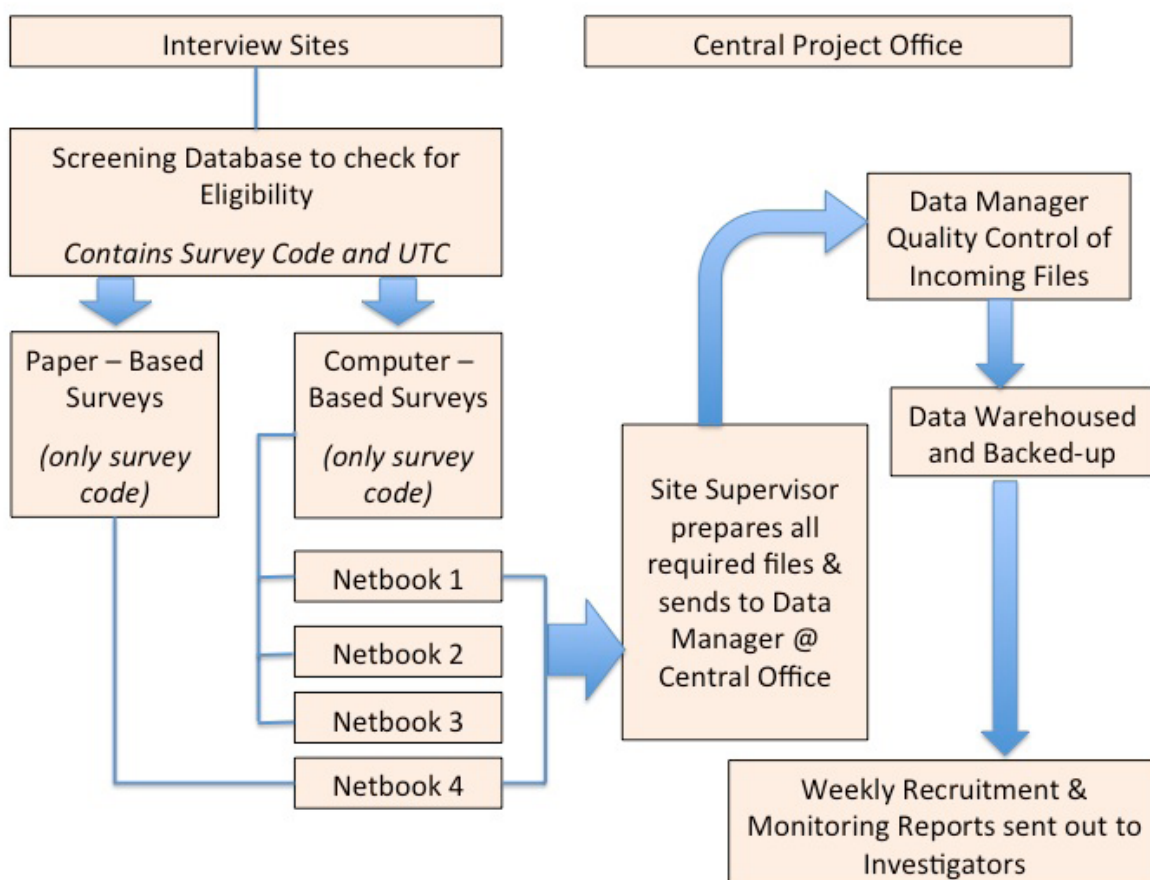 Interview Sites
Central Project Office
Screening Database to check for
Eligibility
Contains Survey Code and UTC
Paper – Based
Surveys
(only survey
code)
Computer –
Based Surveys
(only survey
code)
Netbook 1
Netbook 2
Netbook 3
Netbook 4
Site Supervisor
prepares all
required files &
sends to Data
Manager @
Central Office
Data Manager
Quality Control of
Incoming Files
Data Warehoused
and Backed-up
Weekly Recruitment &
Monitoring Reports sent out to
Investigators